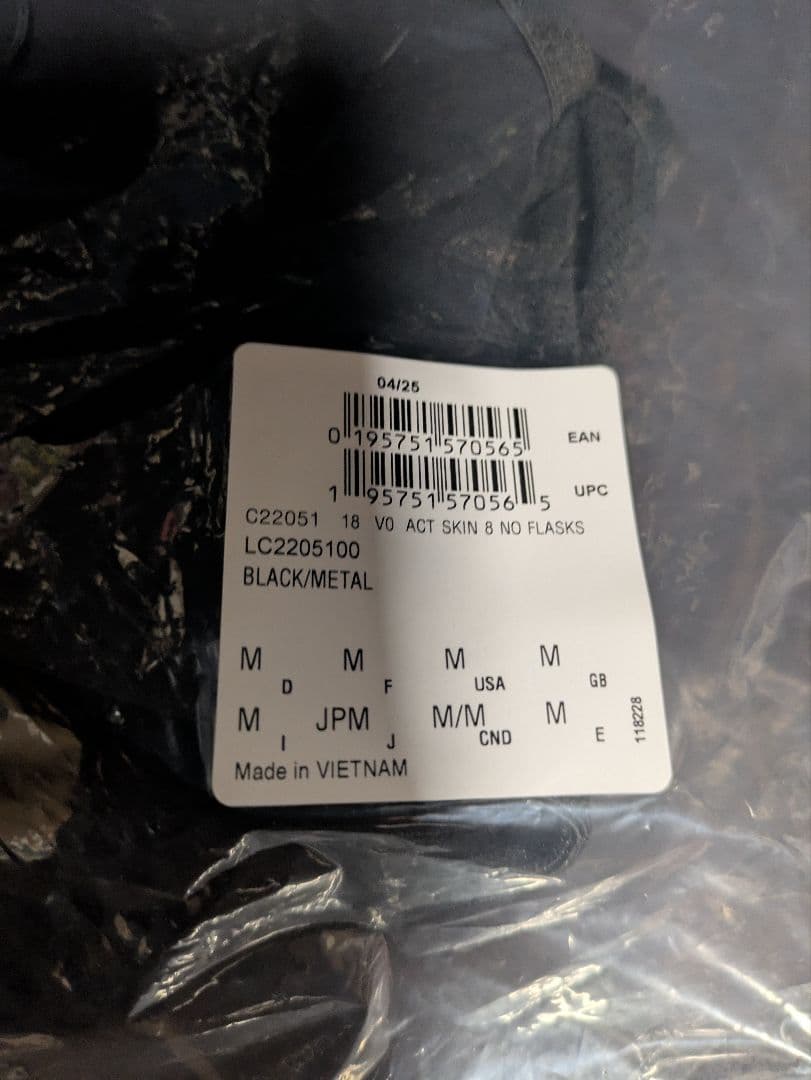 04/25
0 195751 570565 EAN
1 95751 57056 5 UPC
C22051 18 V0 ACT SKIN 8 NO FLASKS
LC2205100
BLACK/METAL
M D M F M USA M GB
M I JPM J M/M CND M E
118228
Made in VIETNAM